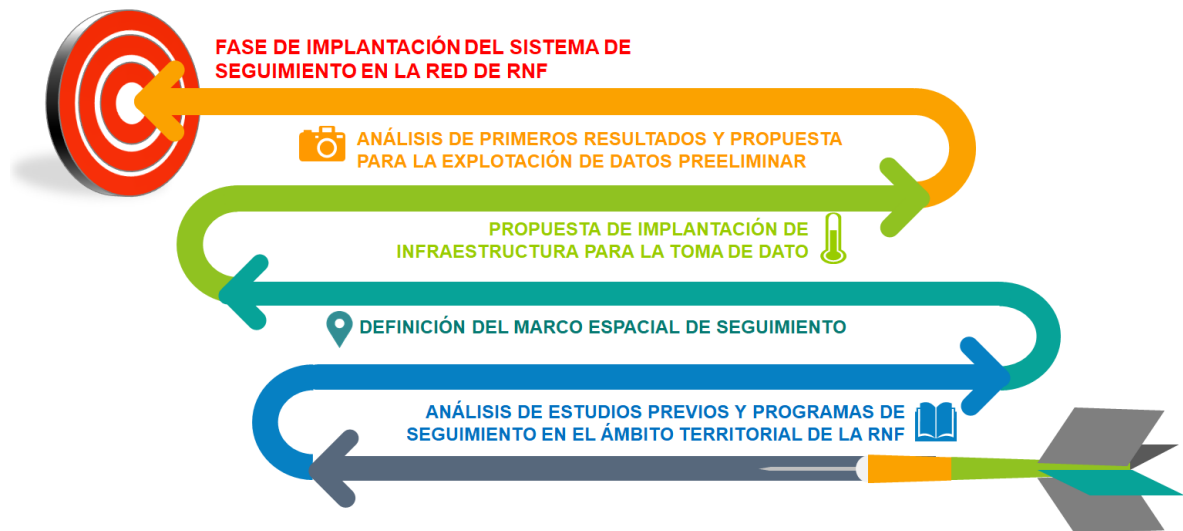 FASE DE IMPLANTACIÓN DEL SISTEMA DE
SEGUIMIENTO EN LA RED DE RNF
ANÁLISIS DE PRIMEROS RESULTADOS Y PROPUESTA
PARA LA EXPLOTACIÓN DE DATOS PREELIMINAR
PROPUESTA DE IMPLANTACIÓN DE
INFRAESTRUCTURA PARA LA TOMA DE DATO
DEFINICIÓN DEL MARCO ESPACIAL DE SEGUIMIENTO
ANÁLISIS DE ESTUDIOS PREVIOS Y PROGRAMAS DE
SEGUIMIENTO EN EL ÁMBITO TERRITORIAL DE LA RNF